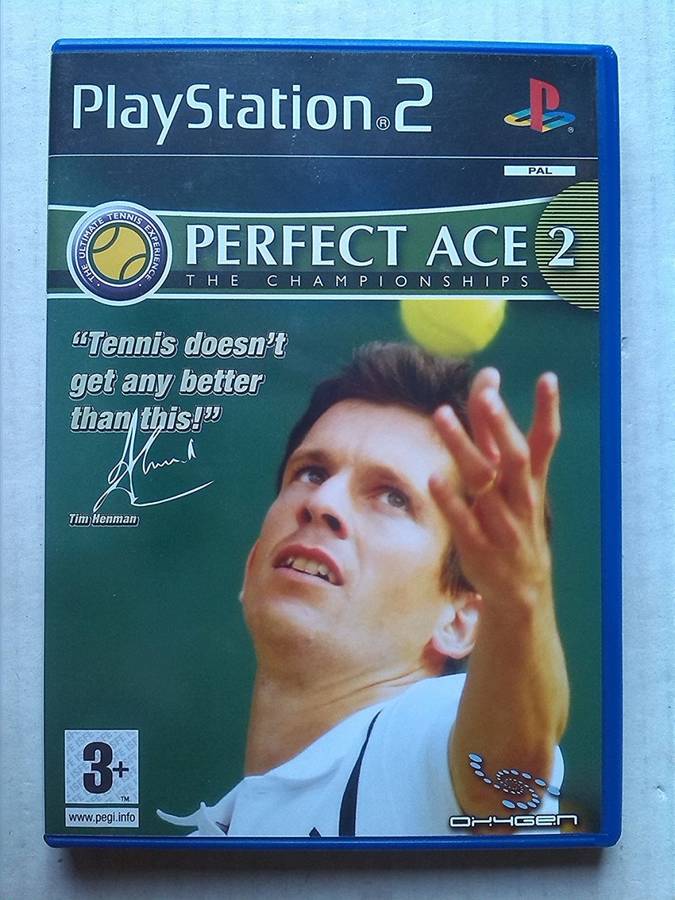 PlayStation®2
PAL
THE ULTIMATE TENNIS EXPERIENCE
PERFECT ACE 2
THE CHAMPIONSHIPS
“Tennis doesn’t
get any better
than this!”
Tim Henman
3+
TM
www.pegi.info
OXYGEN